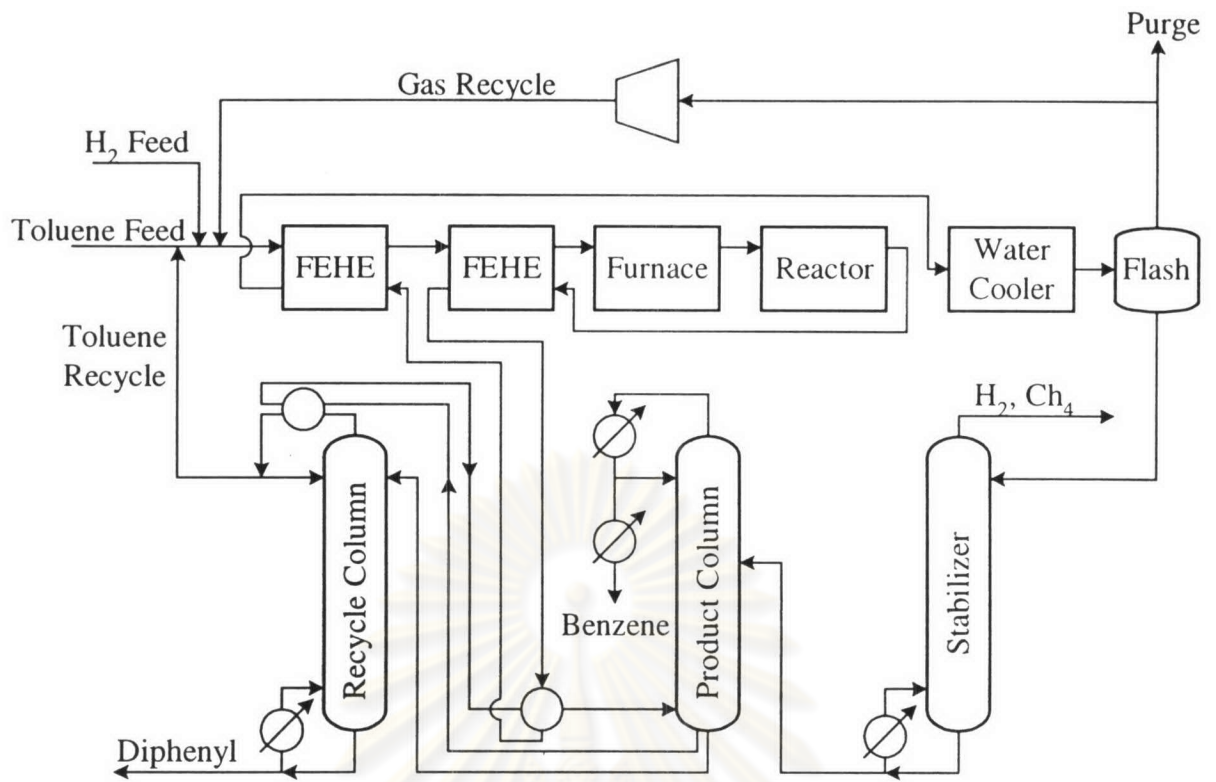 Purge
Gas Recycle
H₂ Feed
Toluene Feed
FEHE
FEHE
Furnace
Reactor
Water
Cooler
Flash
Toluene
Recycle
H₂, Ch₄
Recycle Column
Product Column
Stabilizer
Benzene
Diphenyl